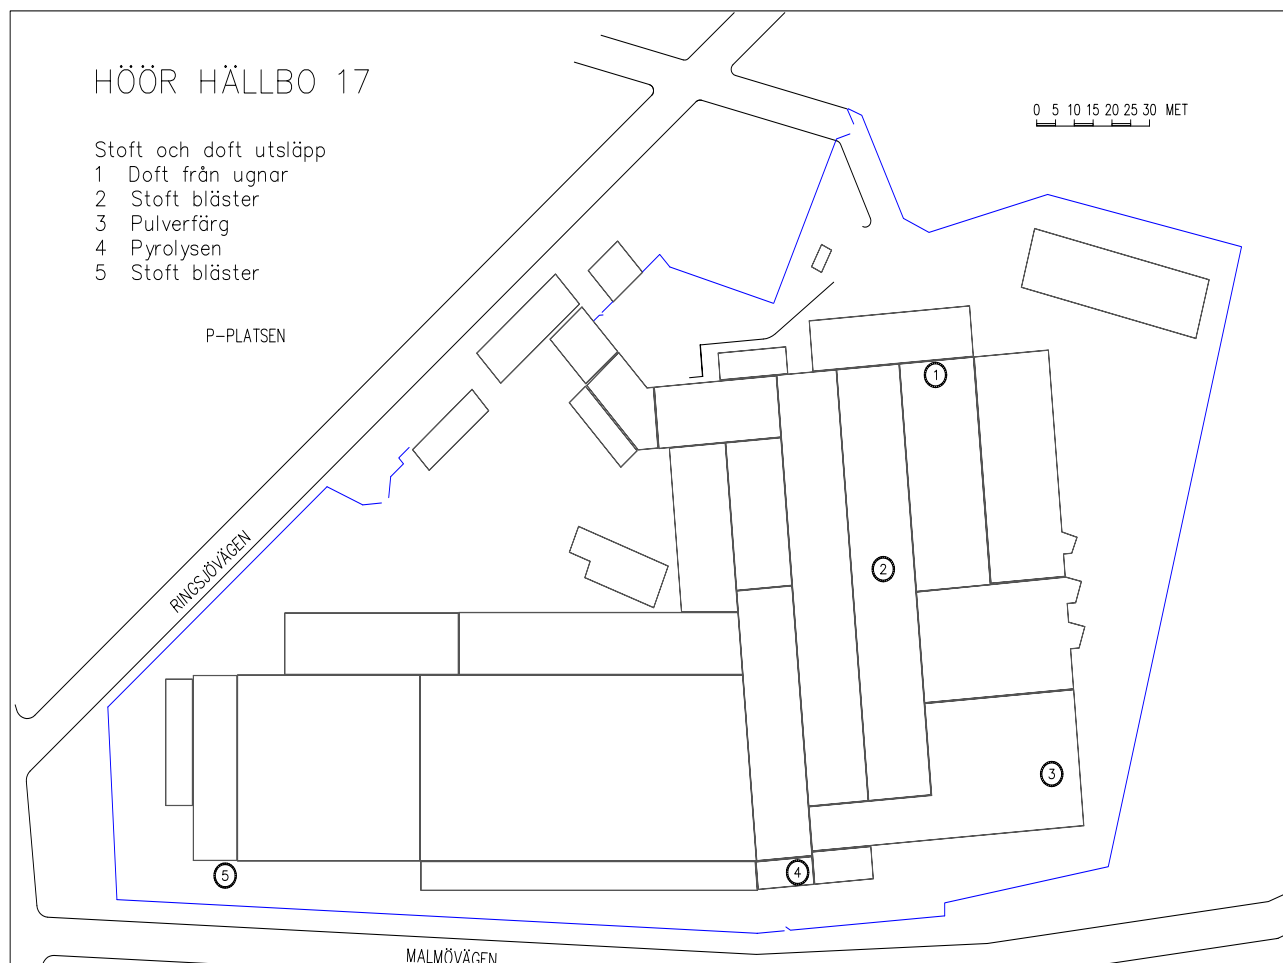 HÖÖR HÄLLBO 17
0 5 10 15 20 25 30 MET
Stoft och doft utsläpp
1 Doft från ugnar
2 Stoft bläster
3 Pulverfärg
4 Pyrolysen
5 Stoft bläster
P-PLATSEN
1
RINGSJÖVÄGEN
2
3
4
5
MALMÖVÄGEN